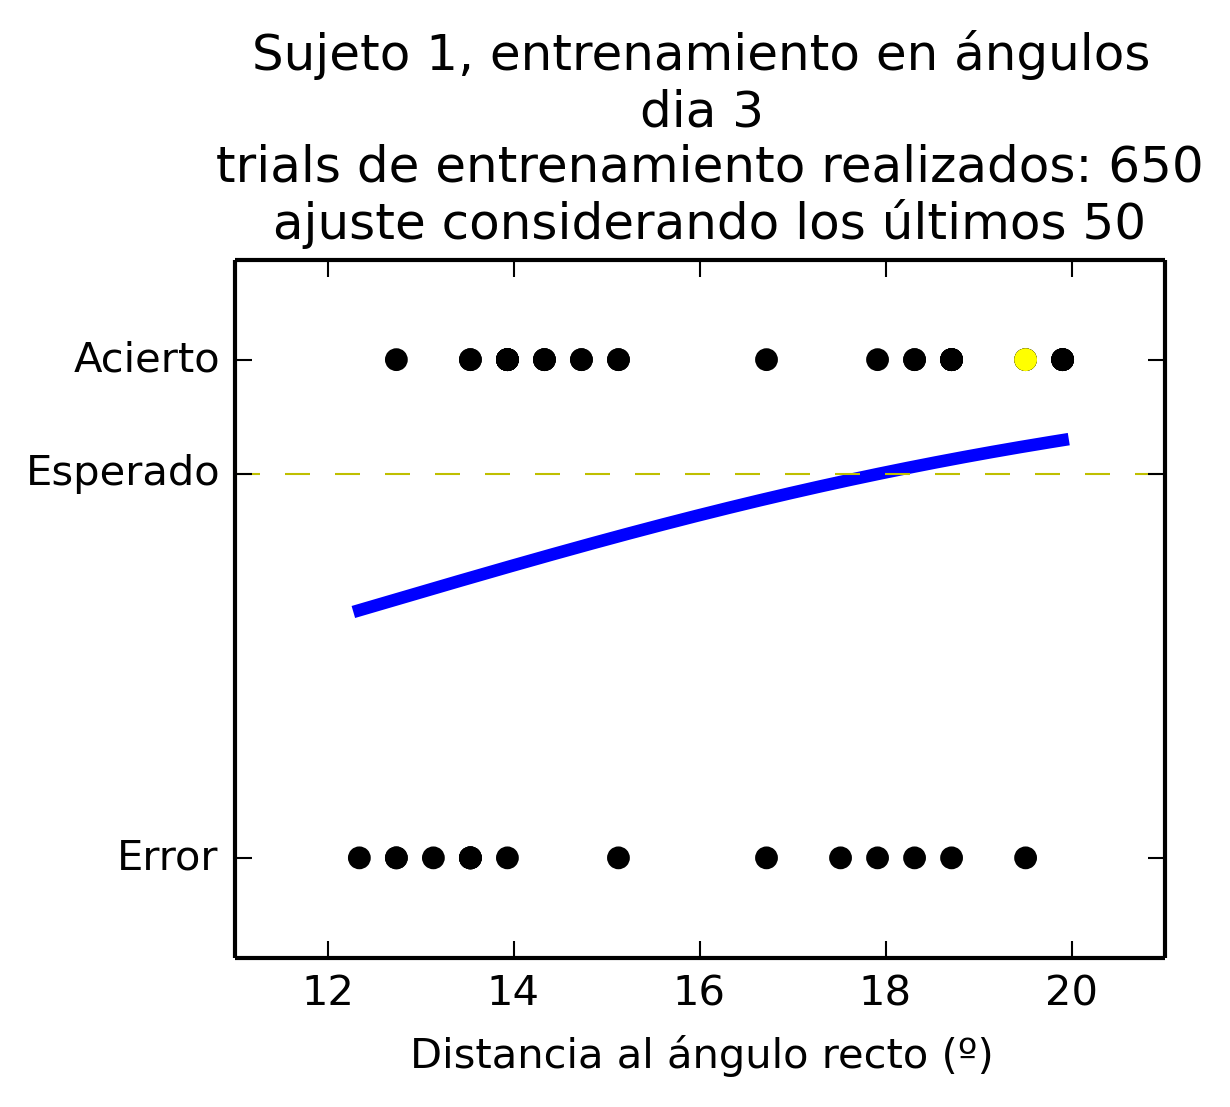 Sujeto 1, entrenamiento en ángulos
dia 3
trials de entrenamiento realizados: 650
ajuste considerando los últimos 50
Acierto
Esperado
Error
12 14 16 18 20
Distancia al ángulo recto (º)